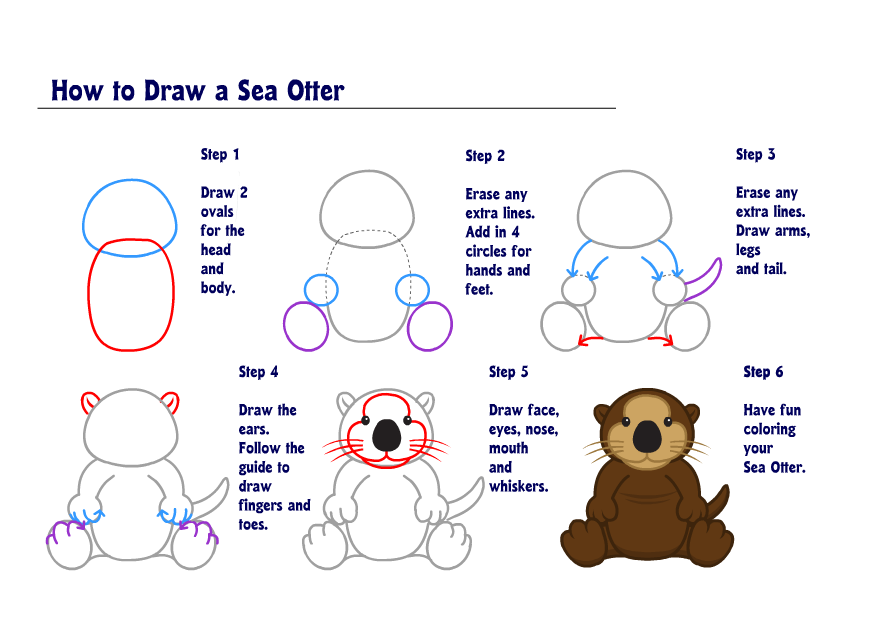 How to Draw a Sea Otter
Step 1
Draw 2
ovals
for the
head
and
body.
Step 2
Erase any
extra lines.
Add in 4
circles for
hands and
feet.
Step 3
Erase any
extra lines.
Draw arms,
legs
and tail.
Step 4
Draw the
ears.
Follow the
guide to
draw
fingers and
toes.
Step 5
Draw face,
eyes, nose,
mouth
and
whiskers.
Step 6
Have fun
coloring
your
Sea Otter.